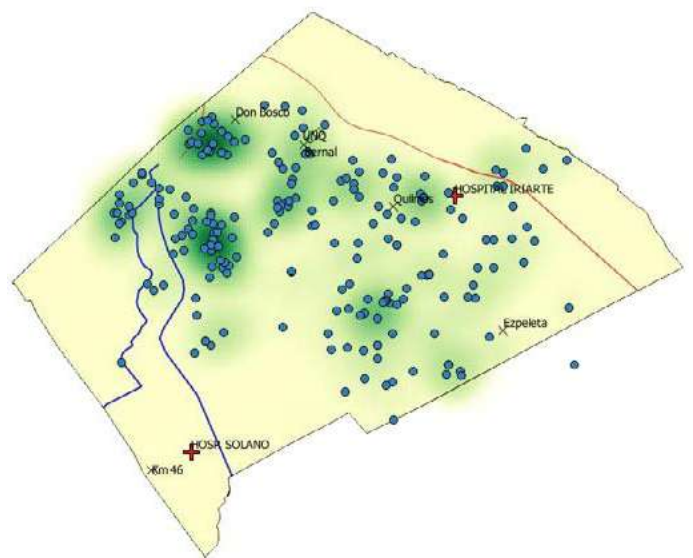 Don Bosco
UNQ
Bernal
HOSPITAL IRIARTE
Quilmes
Ezpeleta
HOSP. SOLANO
Km 46